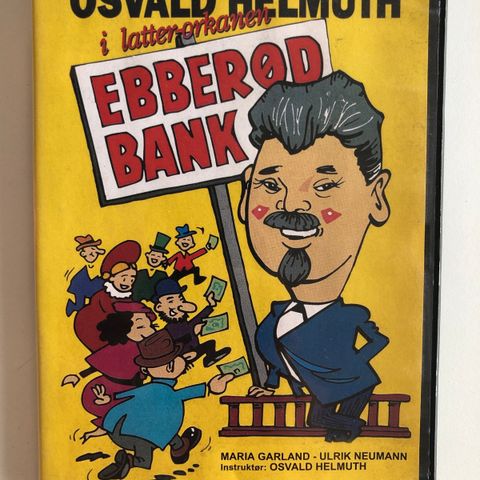 OSVALD HELMUTH
i latter-orkanen
EBBERØD
BANK
MARIA GARLAND - ULRIK NEUMANN
Instruktør: OSVALD HELMUTH